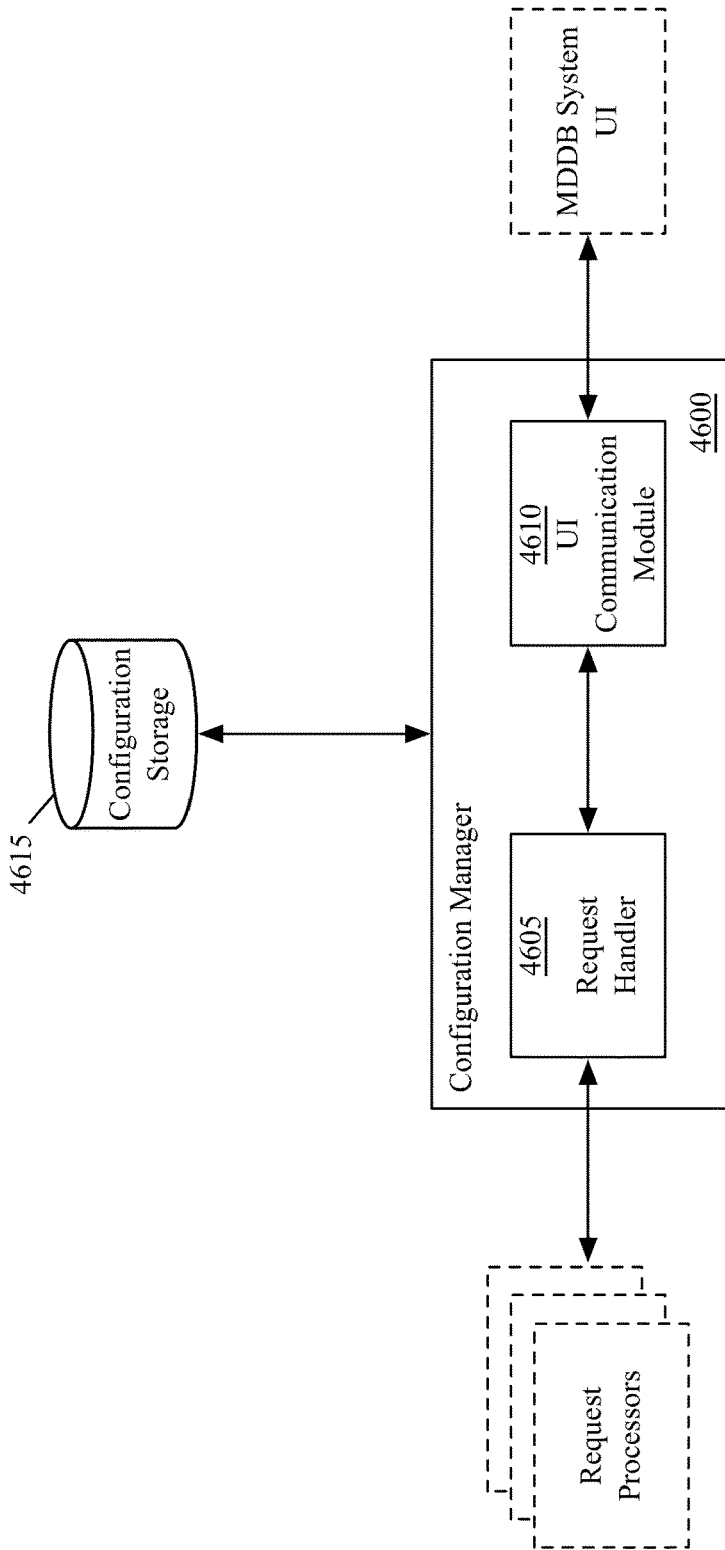 4615
Configuration
Storage
Configuration Manager
4605
Request
Handler
4610
UI
Communication
Module
4600
Request
Processors
MDDB System
UI